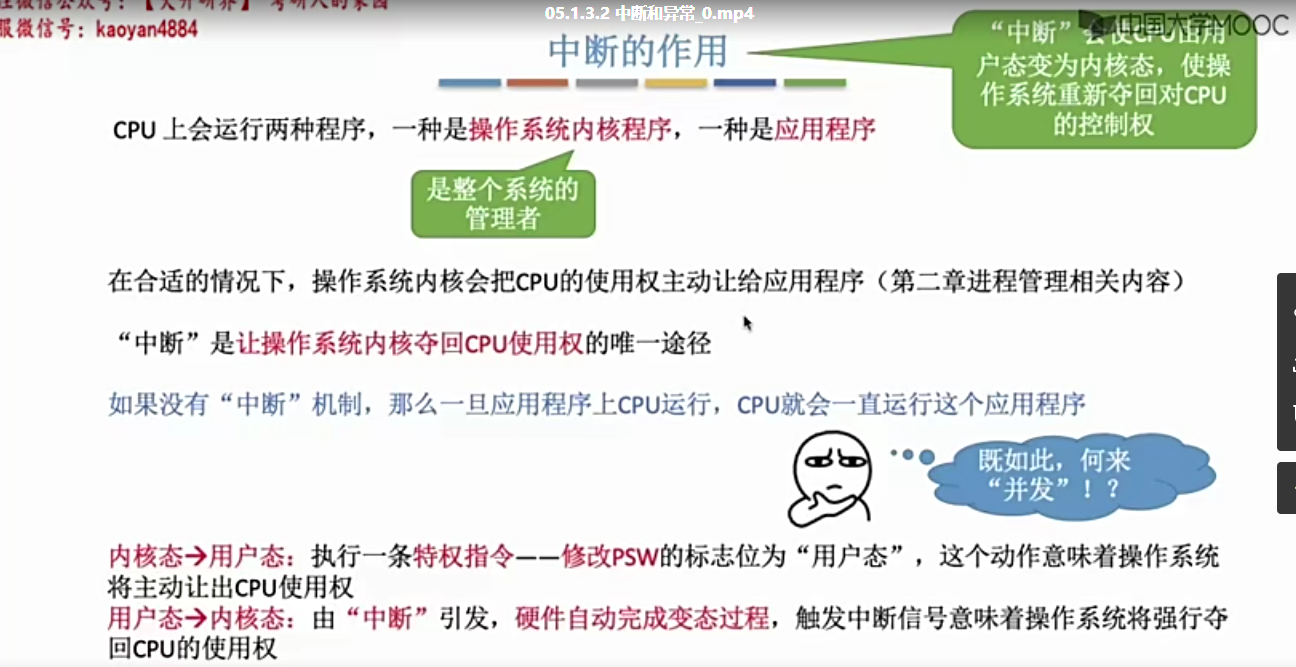 05.1.3.2 中断和异常_0.mp4
服微信号：kaoyan4884
中国大学MOOC
中断的作用
“中断”会使CPU由用
户态变为内核态，使操
作系统重新夺回对CPU
的控制权
CPU 上会运行两种程序，一种是操作系统内核程序，一种是应用程序
是整个系统的
管理者
在合适的情况下，操作系统内核会把CPU的使用权主动让给应用程序（第二章进程管理相关内容）
“中断”是让操作系统内核夺回CPU使用权的唯一途径
如果没有“中断”机制，那么一旦应用程序上CPU运行，CPU就会一直运行这个应用程序
既如此，何来
“并发”！？
内核态→用户态：执行一条特权指令——修改PSW的标志位为“用户态”，这个动作意味着操作系统
将主动让出CPU使用权
用户态→内核态：由“中断”引发，硬件自动完成变态过程，触发中断信号意味着操作系统将强行夺
回CPU的使用权